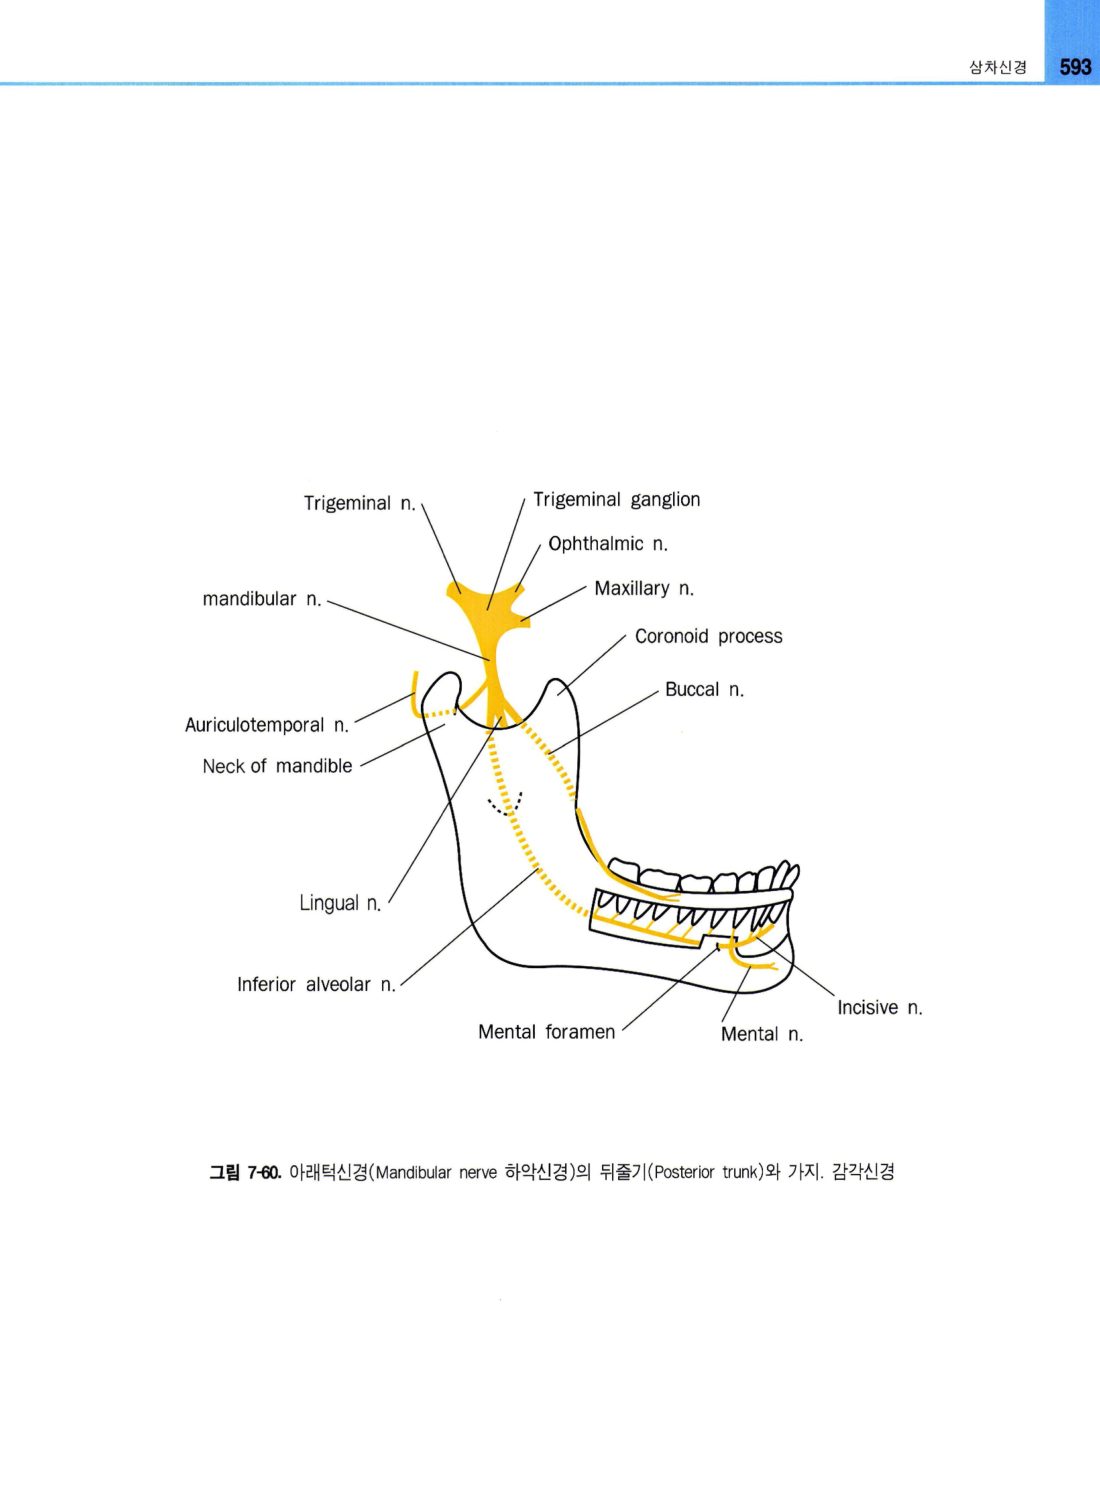 삼차신경 593
Trigeminal n.
Trigeminal ganglion
Ophthalmic n.
mandibular n.
Maxillary n.
Coronoid process
Buccal n.
Auriculotemporal n.
Neck of mandible
Lingual n.
Inferior alveolar n.
Incisive n.
Mental foramen
Mental n.
그림 7-60. 아래턱신경(Mandibular nerve 하악신경)의 뒤줄기(Posterior trunk)와 가지. 감각신경